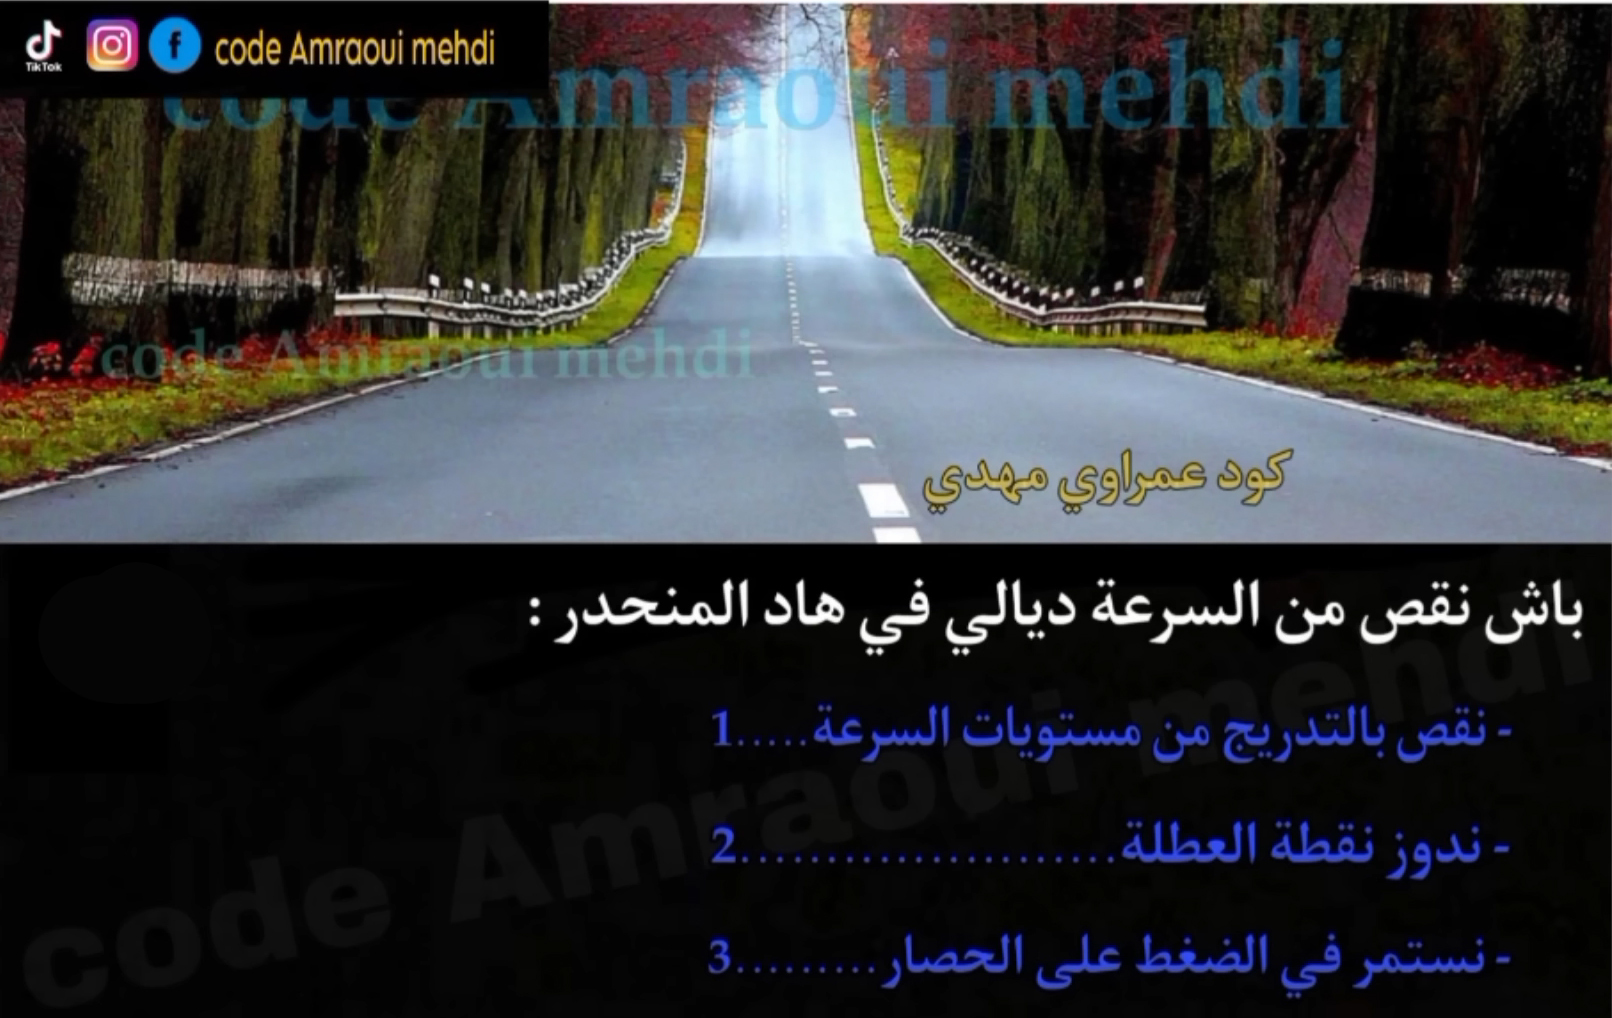 TikTok code Amraoui mehdi
code Amraoui mehdi
code Amraoui mehdi
كود عمراوي مهدي
باش نقص من السرعة ديالي في هاد المنحدر :
- نقص بالتدريج من مستويات السرعة.....1
- ندوز نقطة العطلة......................2
- نستمر في الضغط على الحصار.........3
code Amraoui mehdi